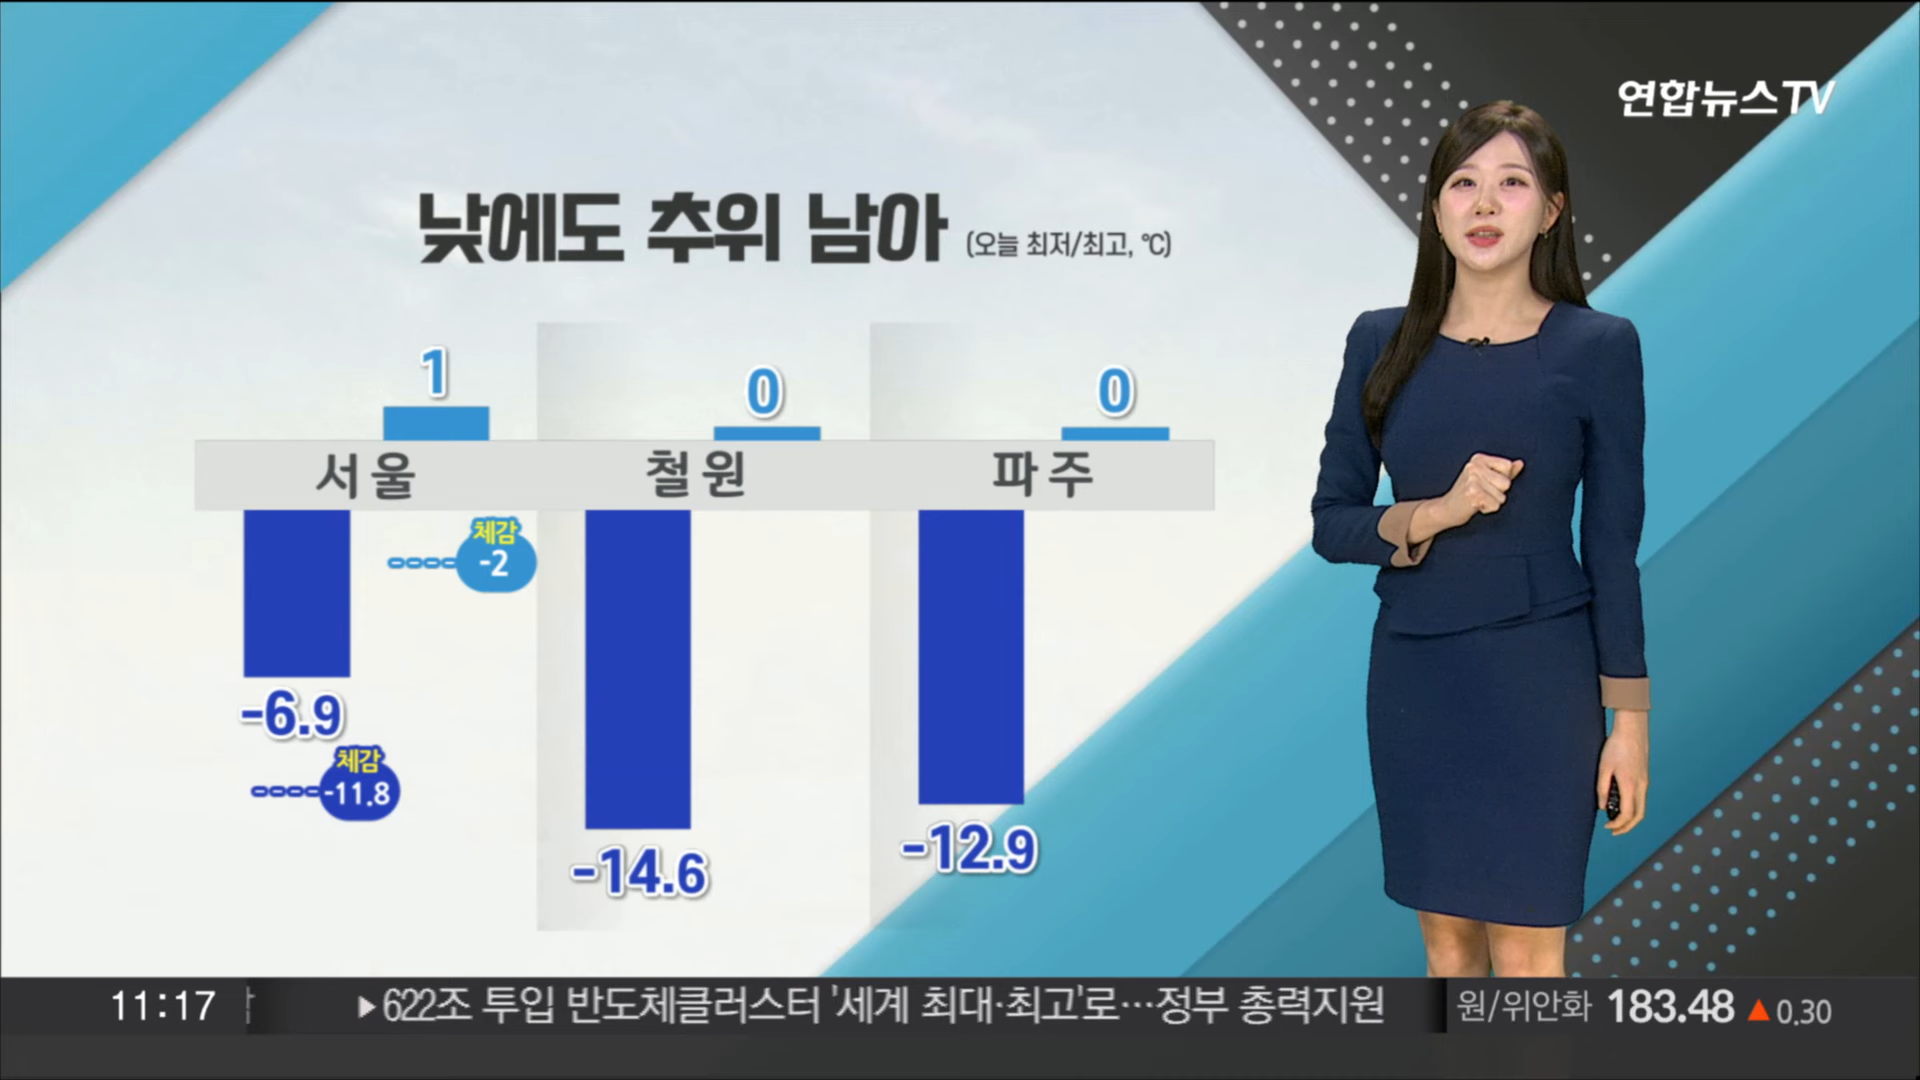 연합뉴스TV
낮에도 추위 남아 (오늘 최저/최고, ℃)
1
0
0
서울
철원
파주
체감
-2
-6.9
체감
-11.8
-14.6
-12.9
11:17
▶622조 투입 반도체클러스터 '세계 최대·최고'로…정부 총력지원
원/위안화 183.48 ▲0.30